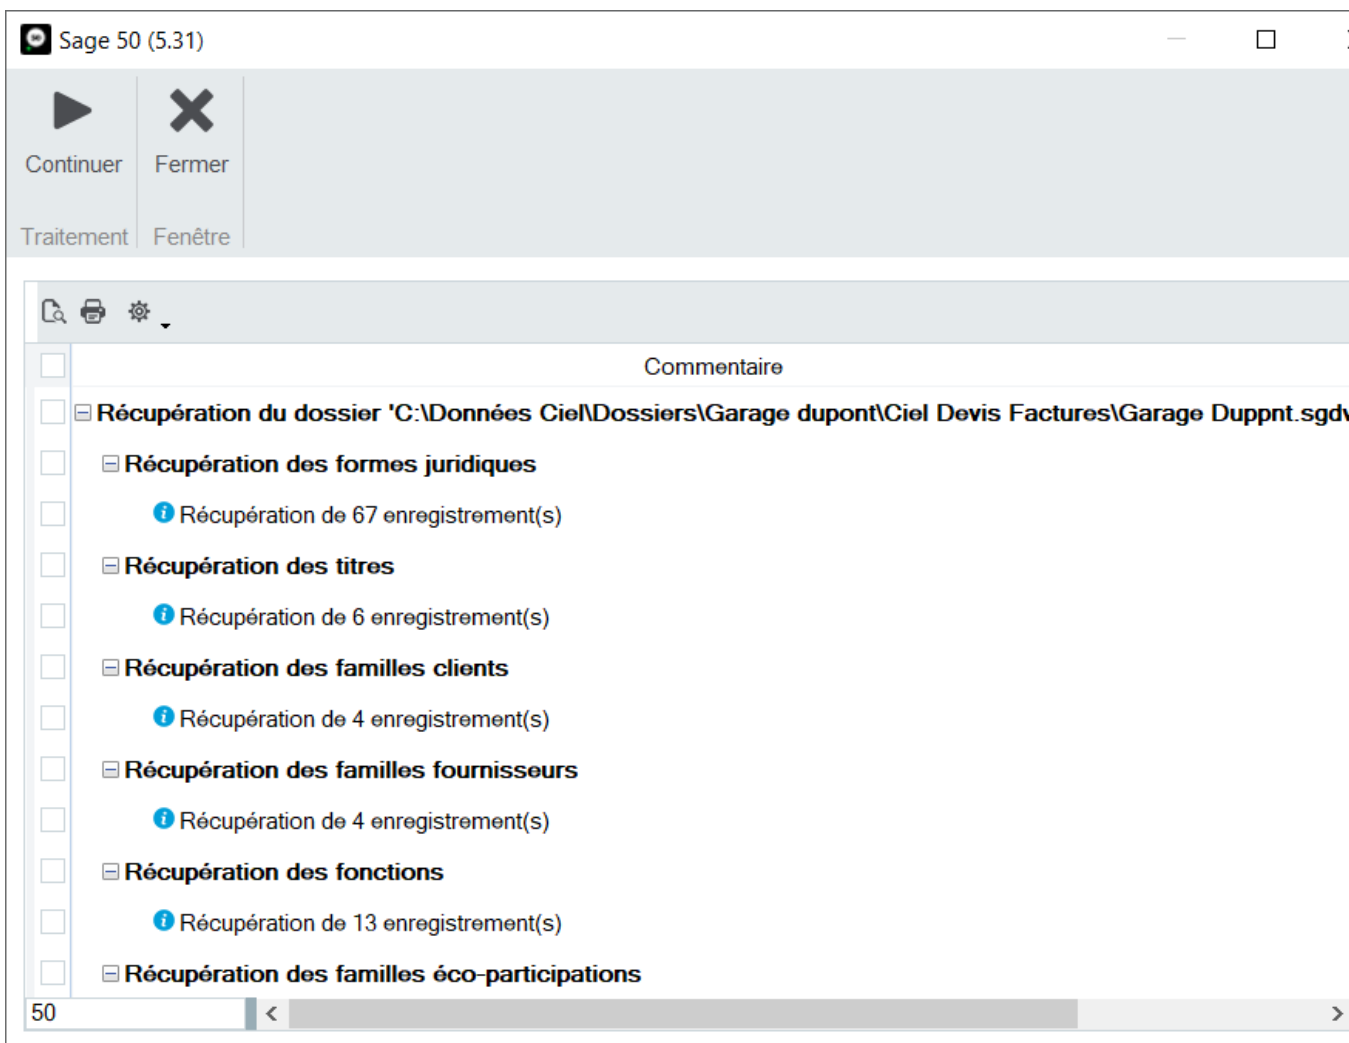 Sage 50 (5.31)
Continuer
Fermer
Traitement
Fenêtre
Commentaire
Récupération du dossier 'C:\Données Ciel\Dossiers\Garage dupont\Ciel Devis Factures\Garage Duppnt.sgdv
Récupération des formes juridiques
Récupération de 67 enregistrement(s)
Récupération des titres
Récupération de 6 enregistrement(s)
Récupération des familles clients
Récupération de 4 enregistrement(s)
Récupération des familles fournisseurs
Récupération de 4 enregistrement(s)
Récupération des fonctions
Récupération de 13 enregistrement(s)
Récupération des familles éco-participations
50